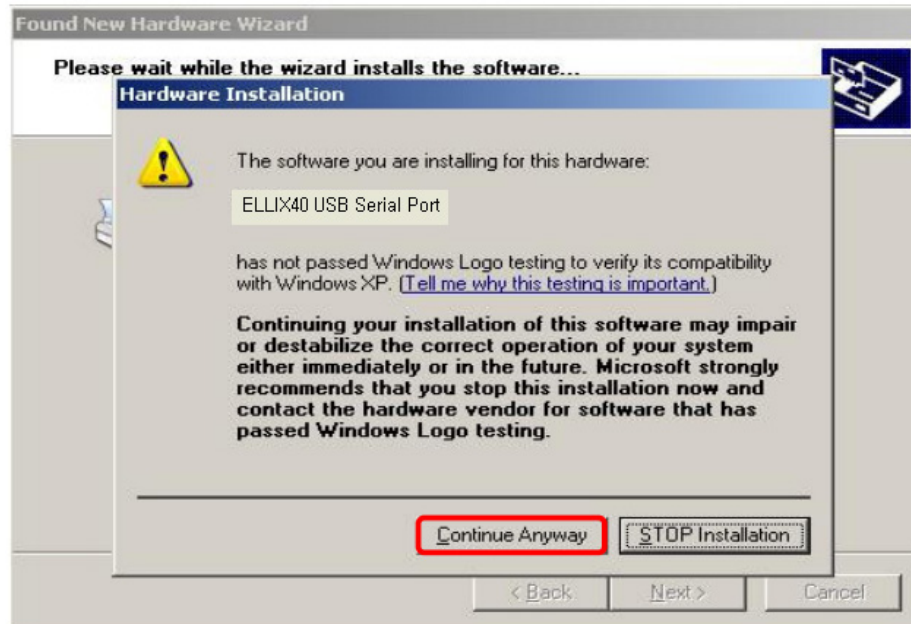 Found New Hardware Wizard
Please wait while the wizard installs the software...
Hardware Installation
The software you are installing for this hardware:
ELLIX40 USB Serial Port
has not passed Windows Logo testing to verify its compatibility
with Windows XP. (Tell me why this testing is important.)
Continuing your installation of this software may impair
or destabilize the correct operation of your system
either immediately or in the future. Microsoft strongly
recommends that you stop this installation now and
contact the hardware vendor for software that has
passed Windows Logo testing.
Continue Anyway
STOP Installation
< Back
Next >
Cancel